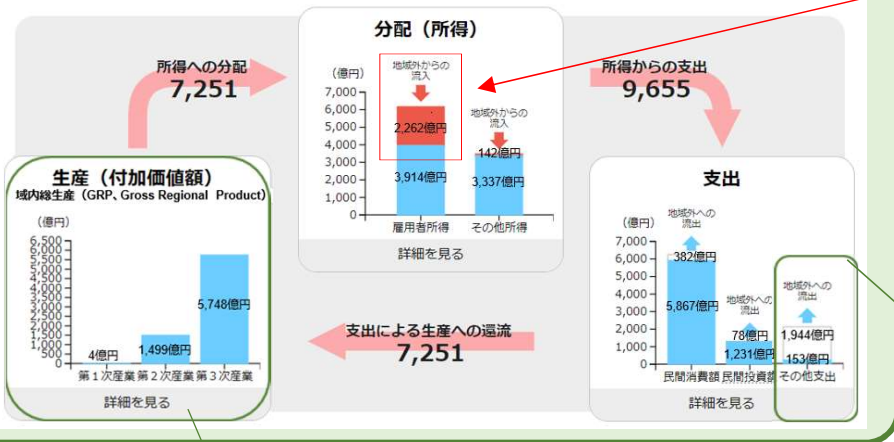 分配（所得）
（億円）
地域外からの
流入
地域外からの
流入
7,000
6,000
5,000
4,000
3,000
2,000
1,000
0
2,262億円
3,914億円
142億円
3,337億円
雇用者所得
その他所得
詳細を見る
所得への分配
7,251
所得からの支出
9,655
生産（付加価値額）
域内総生産（GRP、Gross Regional Product）
（億円）
6,500
6,000
5,500
5,000
4,500
4,000
3,500
3,000
2,500
2,000
1,500
1,000
500
0
4億円
1,499億円
5,748億円
第１次産業
第２次産業
第３次産業
詳細を見る
支出による生産への還流
7,251
支出
（億円）
地域外への
流出
地域外への
流出
地域外への
流出
7,000
6,000
5,000
4,000
3,000
2,000
1,000
0
382億円
5,867億円
78億円
1,231億円
1,944億円
153億円
民間消費額
民間投資額
その他支出
詳細を見る